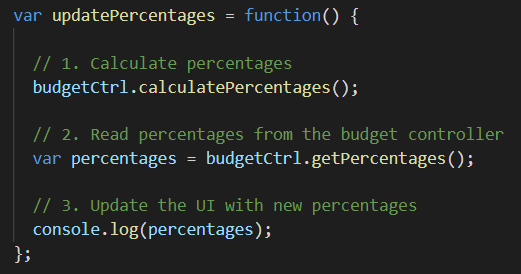 var updatePercentages = function() {
// 1. Calculate percentages
budgetCtrl.calculatePercentages();
// 2. Read percentages from the budget controller
var percentages = budgetCtrl.getPercentages();
// 3. Update the UI with new percentages
console.log(percentages);
};